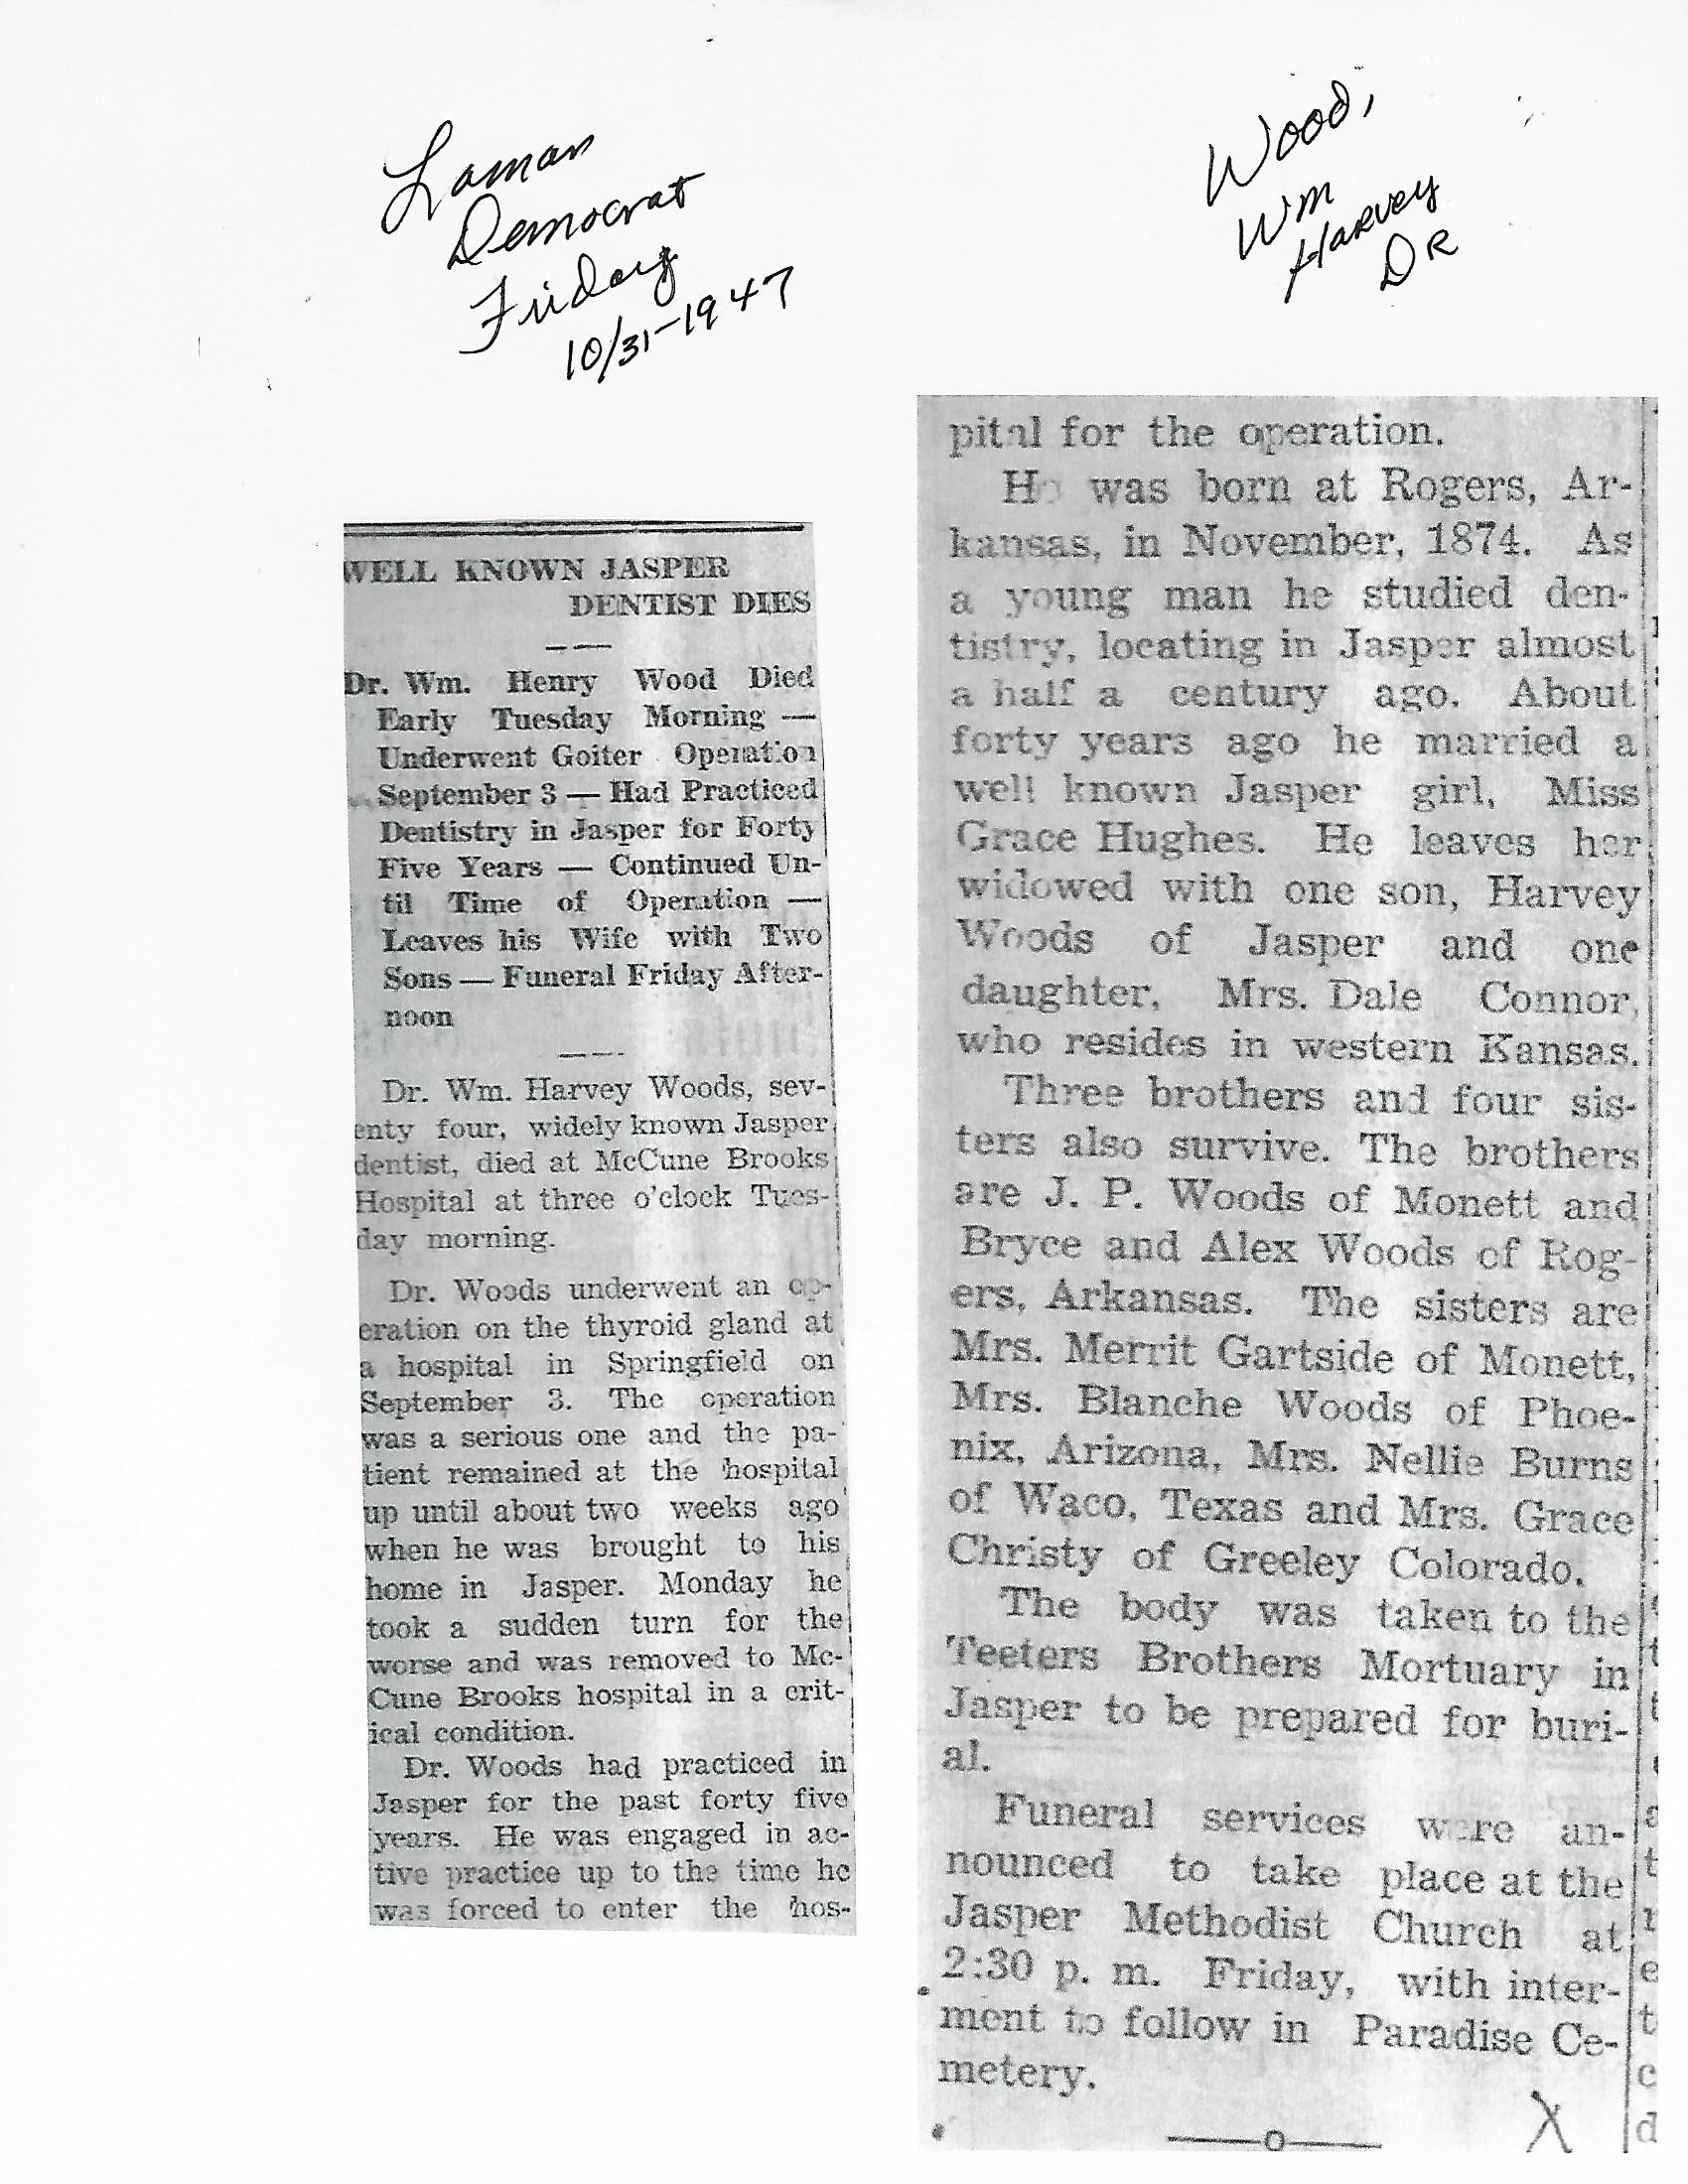 Laman
Democrat
Friday
10/31-1947
Wood,
Wm
Harvey
DR
WELL KNOWN JASPER
DENTIST DIES
Dr. Wm. Henry Wood Died
Early Tuesday Morning —
Underwent Goiter Operation
September 3 — Had Practiced
Dentistry in Jasper for Forty
Five Years — Continued Un-
til Time of Operation —
Leaves his Wife with Two
Sons — Funeral Friday After-
noon
Dr. Wm. Harvey Woods, sev-
enty four, widely known Jasper
dentist, died at McCune Brooks
Hospital at three o'clock Tues-
day morning.
Dr. Woods underwent an op-
eration on the thyroid gland at
a hospital in Springfield on
September 3. The operation
was a serious one and the pa-
tient remained at the hospital
up until about two weeks ago
when he was brought to his
home in Jasper. Monday he
took a sudden turn for the
worse and was removed to Mc-
Cune Brooks hospital in a crit-
ical condition.
Dr. Woods had practiced in
Jasper for the past forty five
years. He was engaged in ac-
tive practice up to the time he
was forced to enter the hos-
pital for the operation.
He was born at Rogers, Ar-
kansas, in November, 1874. As
a young man he studied den-
tistry, locating in Jasper almost
a half a century ago. About
forty years ago he married a
well known Jasper girl, Miss
Grace Hughes. He leaves her
widowed with one son, Harvey
Woods of Jasper and one
daughter, Mrs. Dale Connor,
who resides in western Kansas.
Three brothers and four sis-
ters also survive. The brothers
are J. P. Woods of Monett and
Bryce and Alex Woods of Rog-
ers, Arkansas. The sisters are
Mrs. Merrit Gartside of Monett,
Mrs. Blanche Woods of Phoe-
nix, Arizona, Mrs. Nellie Burns
of Waco, Texas and Mrs. Grace
Christy of Greeley Colorado.
The body was taken to the
Teeters Brothers Mortuary in
Jasper to be prepared for buri-
al.
Funeral services were an-
nounced to take place at the
Jasper Methodist Church at
2:30 p. m. Friday, with inter-
ment to follow in Paradise Ce-
metery.
X